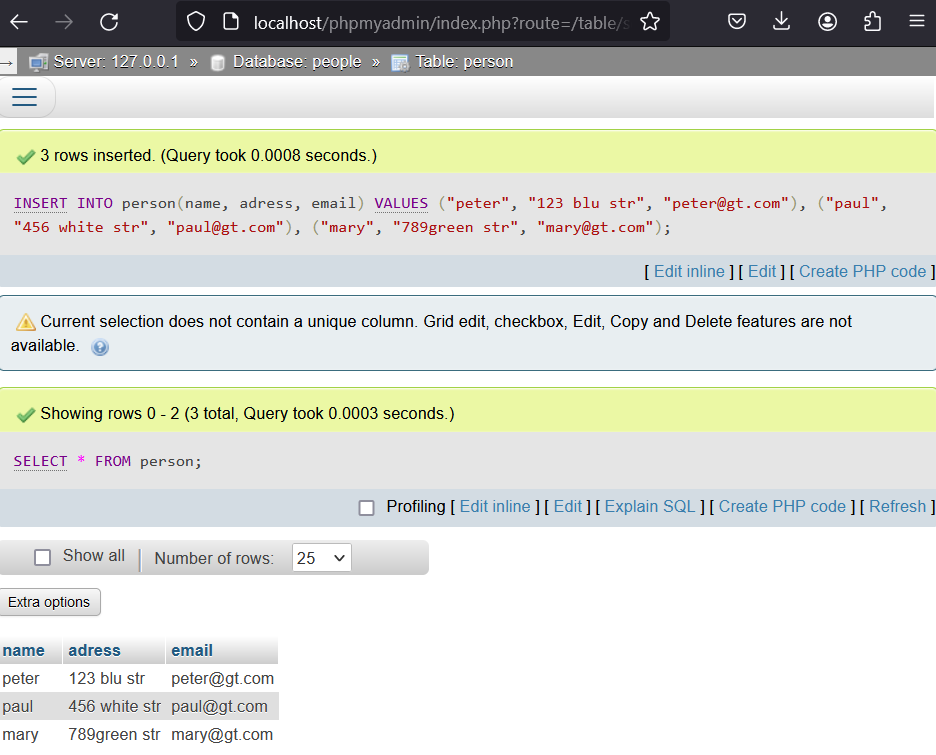 localhost/phpmyadmin/index.php?route=/table/s
Server: 127.0.0.1 » Database: people » Table: person
3 rows inserted. (Query took 0.0008 seconds.)
INSERT INTO person(name, adress, email) VALUES ("peter", "123 blu str", "peter@gt.com"), ("paul",
"456 white str", "paul@gt.com"), ("mary", "789green str", "mary@gt.com");
[ Edit inline ] [ Edit ] [ Create PHP code ]
Current selection does not contain a unique column. Grid edit, checkbox, Edit, Copy and Delete features are not
available.
Showing rows 0 - 2 (3 total, Query took 0.0003 seconds.)
SELECT * FROM person;
Profiling [ Edit inline ] [ Edit ] [ Explain SQL ] [ Create PHP code ] [ Refresh ]
Show all | Number of rows: 25
Extra options
name adress email
peter 123 blu str peter@gt.com
paul 456 white str paul@gt.com
mary 789green str mary@gt.com